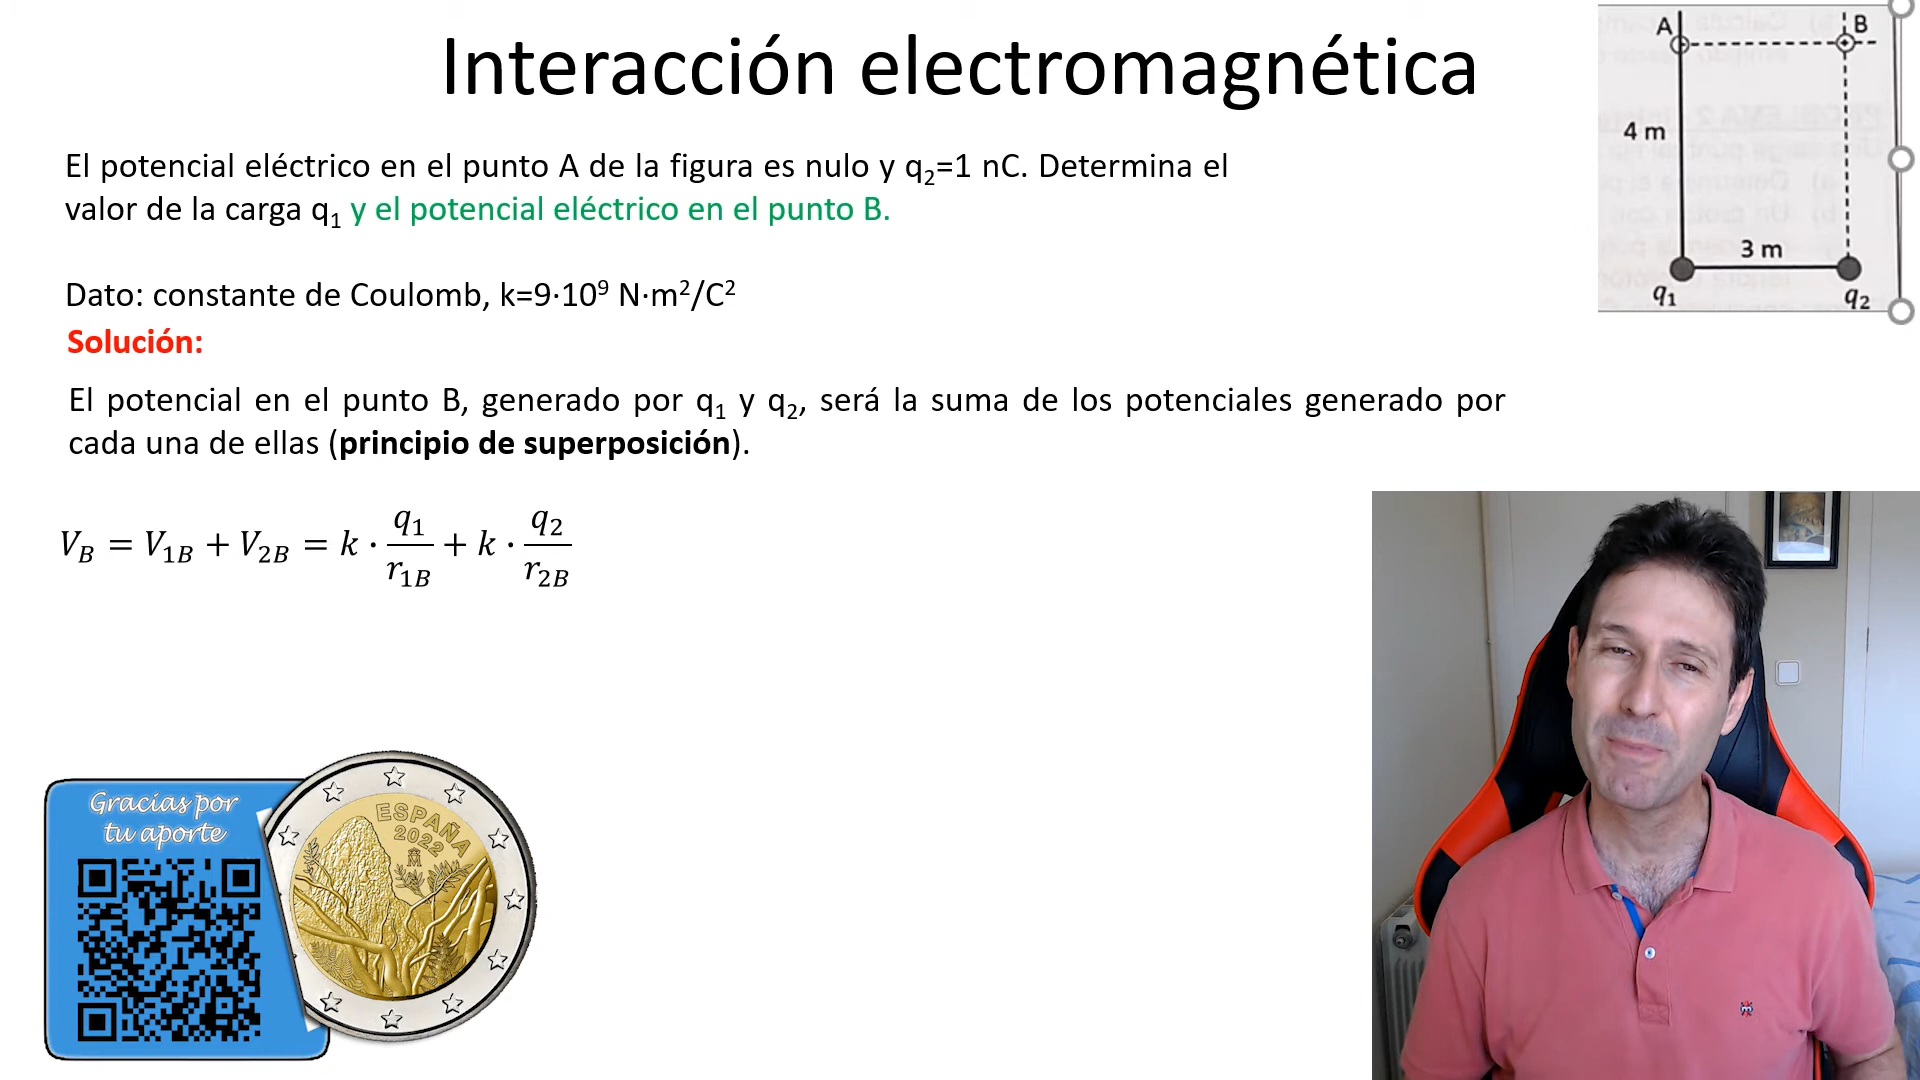 Interacción electromagnética
El potencial eléctrico en el punto A de la figura es nulo y q₂=1 nC. Determina el
valor de la carga q₁ y el potencial eléctrico en el punto B.
Dato: constante de Coulomb, k=9·10⁹ N·m²/C²
Solución:
El potencial en el punto B, generado por q₁ y q₂, será la suma de los potenciales generado por
cada una de ellas (principio de superposición).
V_B = V_1B + V_2B = k · q₁/r_1B + k · q₂/r_2B
A
B
4 m
3 m
q₁
q₂
Gracias por
tu aporte
ESPAÑA
2022